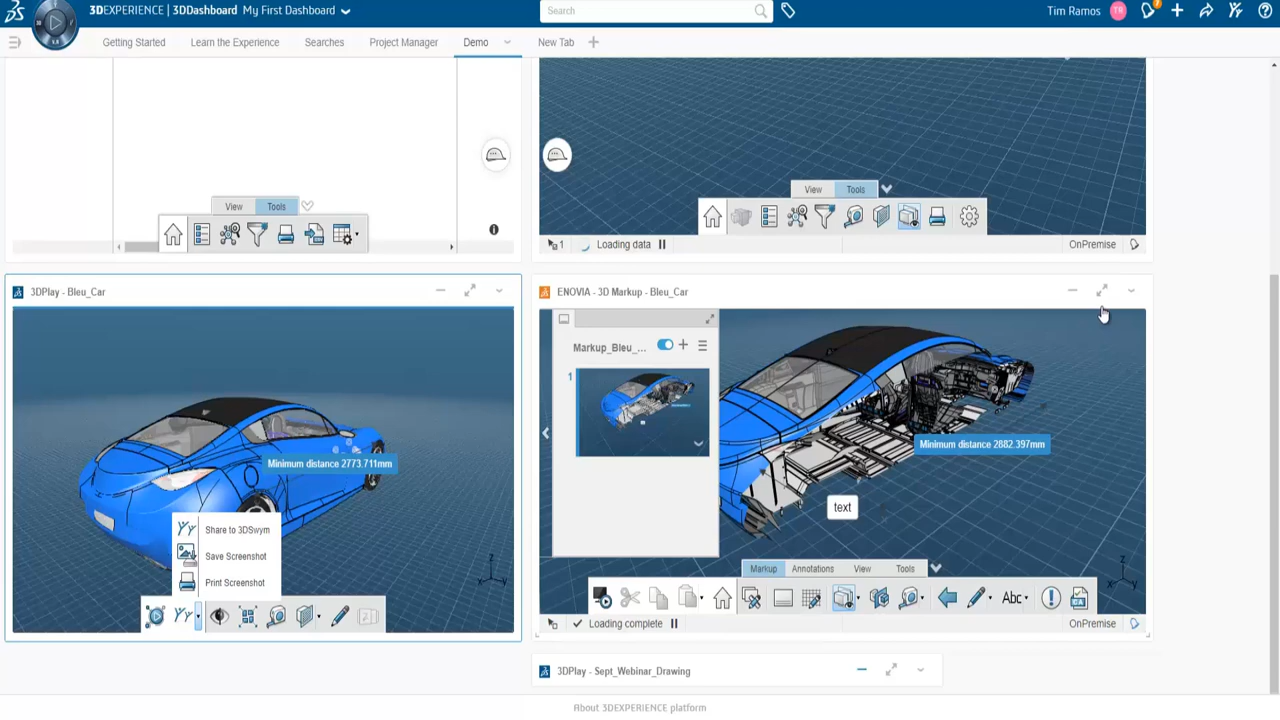 3DEXPERIENCE | 3DDashboard My First Dashboard
Search
Tim Ramos
TR
Getting Started
Learn the Experience
Searches
Project Manager
Demo
New Tab
View
Tools
View
Tools
1
Loading data
OnPremise
3DPlay - Bleu_Car
ENOVIA - 3D Markup - Bleu_Car
Markup_Bleu_...
1
Minimum distance 2773.711mm
Minimum distance 2882.397mm
text
Share to 3DSwym
Save Screenshot
Print Screenshot
z
x
y
Markup
Annotations
View
Tools
z
x
y
Abc
Loading complete
OnPremise
3DPlay - Sept_Webinar_Drawing
About 3DEXPERIENCE platform